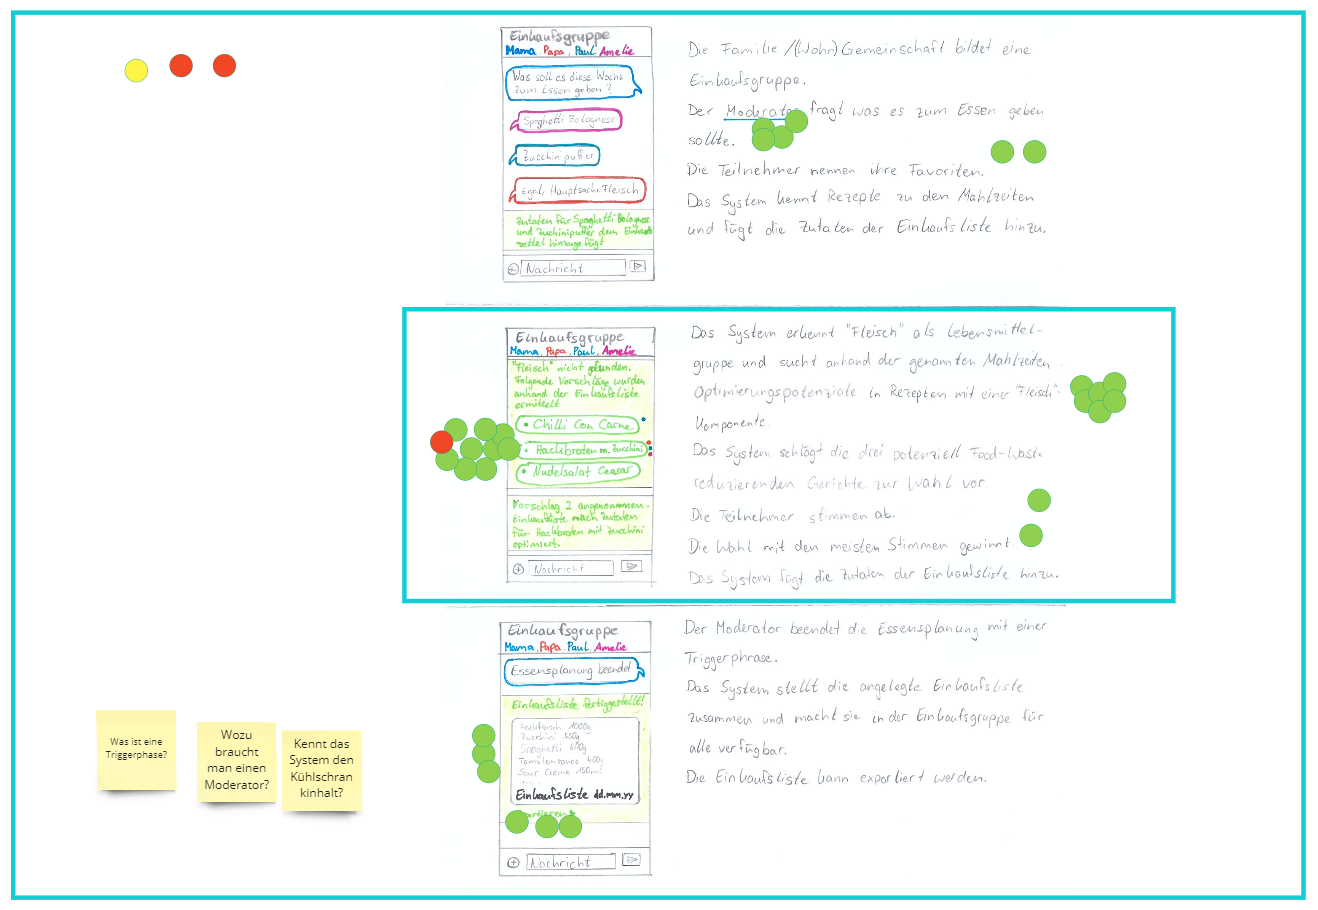 Einkaufsgruppe
Mama, Papa, Paul, Amelie
Was soll es diese Woche
zum Essen geben?
Spaghetti Bolognese
Zucchinipuffer
Egal, Hauptsache Fleisch
Zutaten für Spaghetti Bolognese
und Zuchinipuffer dem Einkaufs
zettel hinzugefügt
Nachricht
Die Familie /(Wohn)Gemeinschaft bildet eine
Einkaufsgruppe.
Der Moderator fragt was es zum Essen geben
sollte.
Die Teilnehmer nennen ihre Favoriten.
Das System kennt Rezepte zu den Mahlzeiten
und fügt die Zutaten der Einkaufsliste hinzu.
Einkaufsgruppe
Mama, Papa, Paul, Amelie
"Fleisch" nicht gefunden.
Folgende Vorschläge wurden
anhand der Einkaufsliste
ermittelt
Chilli Con Carne
Hackbraten m. Zucchini
Nudelsalat Ceasar
Vorschlag 2 angenommen.
Einkaufsliste nach Zutaten
für Hackbraten mit Zucchini
optimiert.
Nachricht
Das System erkennt "Fleisch" als Lebensmittel-
gruppe und sucht anhand der genannten Mahlzeiten
Optimierungspotenziale in Rezepten mit einer "Fleisch"-
Komponente.
Das System schlägt die drei potenziell Food-Waste
reduzierenden Gerichte zur Wahl vor
Die Teilnehmer stimmen ab.
Die Wahl mit den meisten Stimmen gewinnt
Das System fügt die Zutaten der Einkaufsliste hinzu.
Einkaufsgruppe
Mama, Papa, Paul, Amelie
Essensplanung beendet
Einkaufsliste fertiggestellt!
Hackfleisch 1000g
Zucchini 550g
Spaghetti 600g
Tomatensauce 400g
Sour Creme 150ml
Einkaufsliste dd.mm.yy
Nachricht
Der Moderator beendet die Essensplanung mit einer
Triggerphrase.
Das System stellt die angelegte Einkaufsliste
zusammen und macht sie in der Einkaufsgruppe für
alle verfügbar.
Die Einkaufsliste kann exportiert werden.
Was ist eine
Triggerphase?
Wozu
braucht
man einen
Moderator?
Kennt das
System den
Kühlschran
kinhalt?